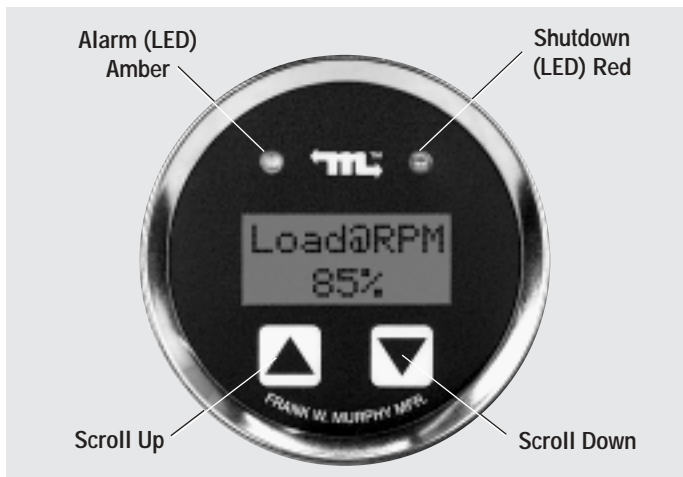 Alarm (LED)
Amber
Shutdown
(LED) Red
Load@RPM
85%
FRANK W. MURPHY MFR.
Scroll Up
Scroll Down